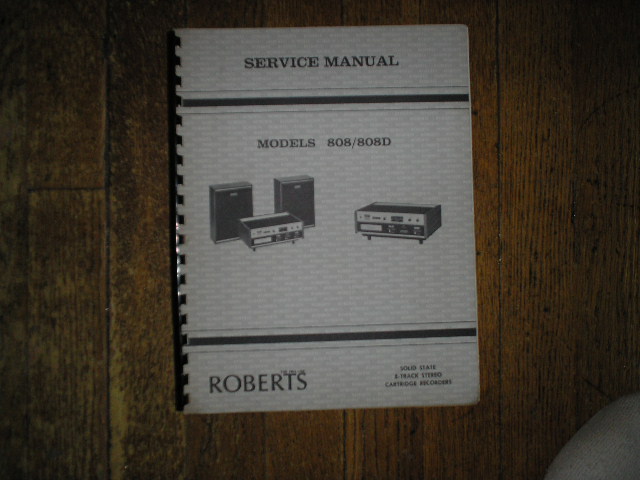 SERVICE MANUAL
MODELS 808/808D
ROBERTS
SOLID STATE
8-TRACK STEREO
CARTRIDGE RECORDERS